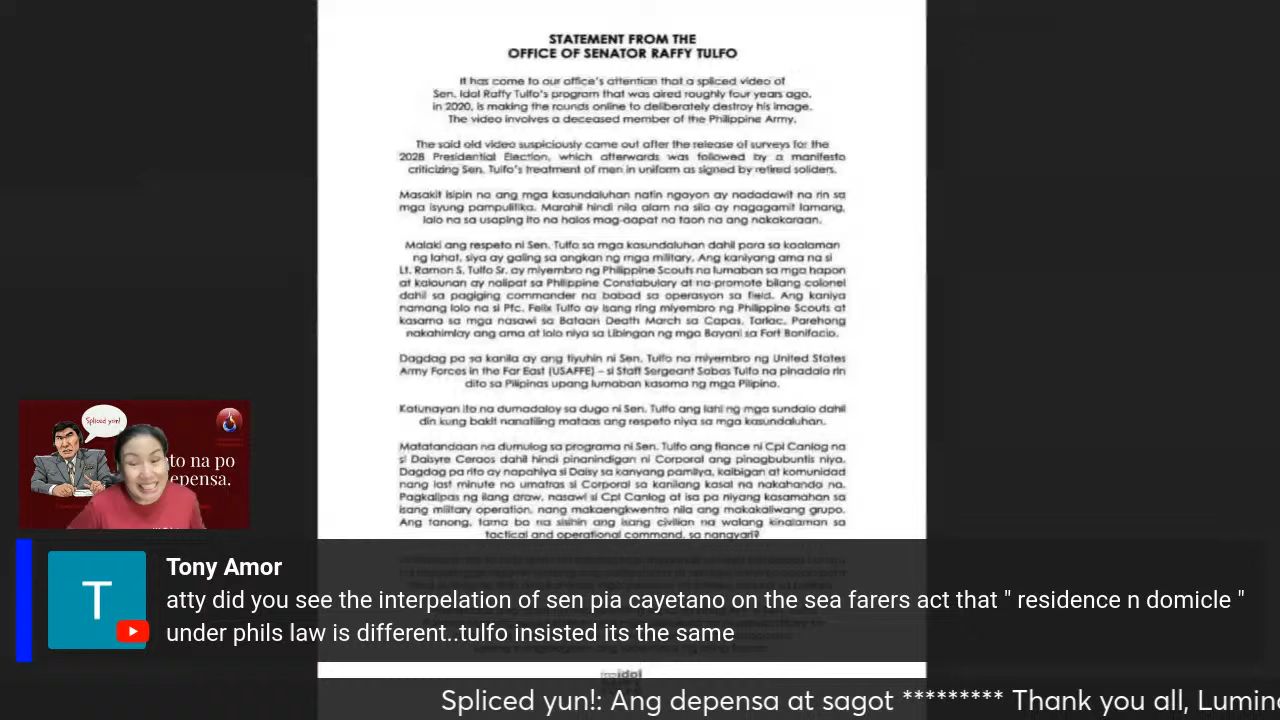 STATEMENT FROM THE
OFFICE OF SENATOR RAFFY TULFO
It has come to our office's attention that a spliced video of
Sen. Idol Raffy Tulfo's program that was aired roughly four years ago,
in 2020, is making the rounds online to deliberately destroy his image.
The video involves a deceased member of the Philippine Army.
The said old video suspiciously came out after the release of surveys for the
2028 Presidential Election, which afterwards was followed by a manifesto
criticizing Sen. Tulfo's treatment of men in uniform as signed by retired soliders.
Masakit isipin na ang mga kasundaluhan natin ngayon ay nadadawit na rin sa
mga isyung pampulitika. Marahil hindi nila alam na sila ay nagagamit lamang,
lalo na sa usaping ito na halos mag-aapat na taon na ang nakakaraan.
Malaki ang respeto ni Sen. Tulfo sa mga kasundaluhan dahil para sa kaalaman
ng lahat, siya ay galing sa angkan ng mga military. Ang kaniyang ama na si
Lt. Ramon S. Tulfo Sr. ay miyembro ng Philippine Scouts na lumaban sa mga hapon
at kalaunan ay nalipat sa Philippine Constabulary at na-promote bilang colonel
dahil sa pagiging commander na babad sa operasyon sa field. Ang kaniya
namang lolo na si Pfc. Felix Tulfo ay isang ring miyembro ng Philippine Scouts at
kasama sa mga nasawi sa Bataan Death March sa Capas, Tarlac. Parehong
nakahimlay ang ama at lolo niya sa Libingan ng mga Bayani sa Fort Bonifacio.
Dagdag pa sa kanila ay ang tiyuhin ni Sen. Tulfo na miyembro ng United States
Army Forces in the Far East (USAFFE) – si Staff Sergeant Sabas Tulfo na pinadala rin
dito sa Pilipinas upang lumaban kasama ng mga Pilipino.
Katunayan ito na dumadaloy sa dugo ni Sen. Tulfo ang lahi ng mga sundalo dahil
din kung bakit nanatiling mataas ang respeto niya sa mga kasundaluhan.
Matatandaan na dumulog sa programa ni Sen. Tulfo ang fiance ni Cpl Canlog na
si Daisyre Ceraos dahil hindi pinanindigan ni Corporal ang pinagbubuntis niya.
Dagdag pa rito ay napahiya si Daisy sa kanyang pamilya, kaibigan at komunidad
nang last minute na umatras si Corporal sa kanilang kasal na nakahanda na.
Pagkalipas ng ilang araw, nasawi si Cpl Canlog at isa pa niyang kasamahan sa
isang military operation, nang makaengkwentro nila ang makakaliwang grupo.
Ang tanong, tama ba na sisihin ang isang civilian na walang kinalaman sa
tactical and operational command, sa nangyari?
Spliced yun!
to na po
depensa.
Tony Amor
T
atty did you see the interpelation of sen pia cayetano on the sea farers act that " residence n domicle "
under phils law is different..tulfo insisted its the same
idol
Spliced yun!: Ang depensa at sagot ********* Thank you all, Lumin